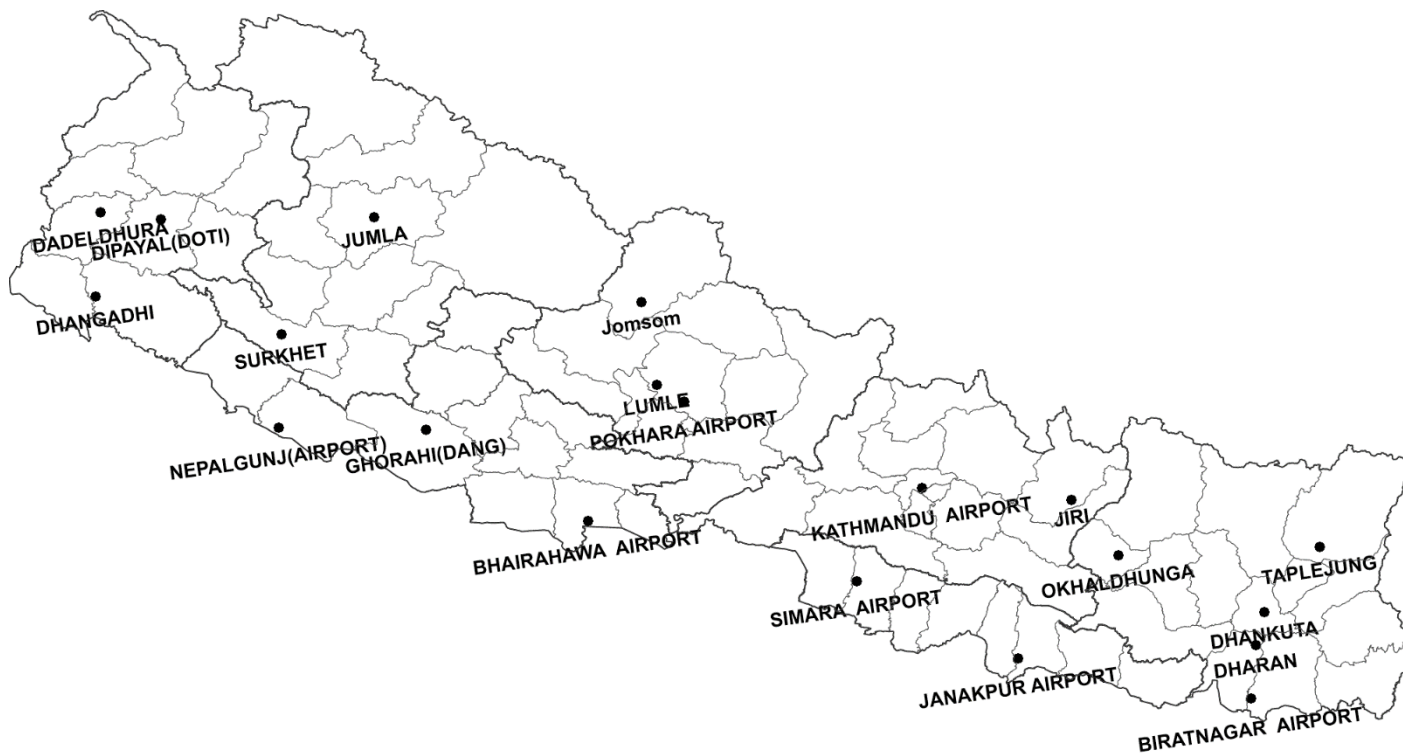 DADELDHURA
DIPAYAL(DOTI)
JUMLA
DHANGADHI
Jomsom
SURKHET
LUMLE
POKHARA AIRPORT
NEPALGUNJ(AIRPORT)
GHORAHI(DANG)
KATHMANDU AIRPORT
JIRI
BHAIRAHAWA AIRPORT
OKHALDHUNGA
TAPLEJUNG
SIMARA AIRPORT
DHANKUTA
DHARAN
JANAKPUR AIRPORT
BIRATNAGAR AIRPORT